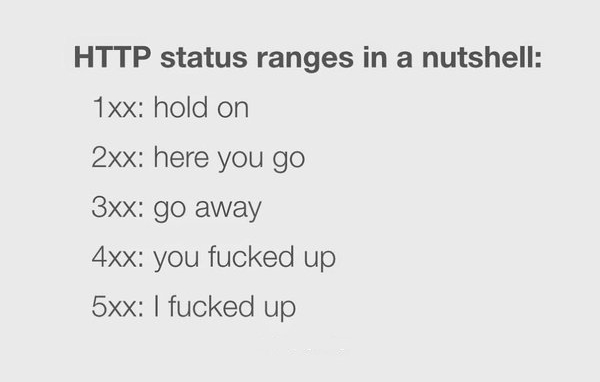 HTTP status ranges in a nutshell:
1xx: hold on
2xx: here you go
3xx: go away
4xx: you fucked up
5xx: I fucked up